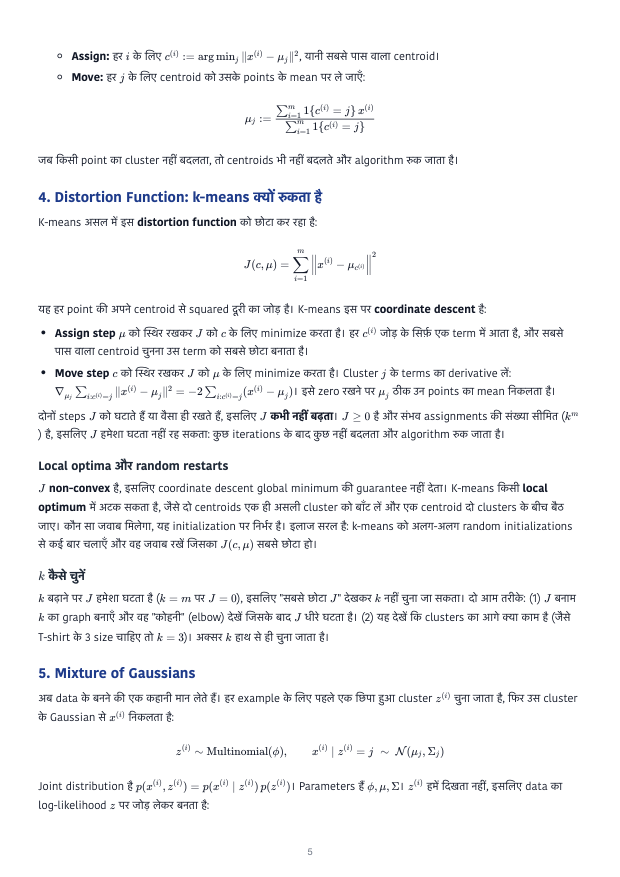 Assign: हर i के लिए c^{(i)} := arg min_j ‖x^{(i)} − μ_j‖², यानी सबसे पास वाला centroid।
Move: हर j के लिए centroid को उसके points के mean पर ले जाएँ:
μ_j := \frac{∑_{i=1}^{m} 1\{c^{(i)} = j\} x^{(i)}}{∑_{i=1}^{m} 1\{c^{(i)} = j\}}
जब किसी point का cluster नहीं बदलता, तो centroids भी नहीं बदलते और algorithm रुक जाता है।
4. Distortion Function: k-means क्यों रुकता है
K-means असल में इस distortion function को छोटा कर रहा है:
J(c, μ) = ∑_{i=1}^{m} ‖x^{(i)} − μ_{c^{(i)}}‖²
यह हर point की अपने centroid से squared दूरी का जोड़ है। K-means इस पर coordinate descent है:
• Assign step μ को स्थिर रखकर J को c के लिए minimize करता है। हर c^{(i)} जोड़ के सिर्फ़ एक term में आता है, और सबसे
पास वाला centroid चुनना उस term को सबसे छोटा बनाता है।
• Move step c को स्थिर रखकर J को μ के लिए minimize करता है। Cluster j के terms का derivative लें:
∇_{μ_j} ∑_{i:c^{(i)}=j} ‖x^{(i)} − μ_j‖² = −2 ∑_{i:c^{(i)}=j} (x^{(i)} − μ_j)। इसे zero रखने पर μ_j ठीक उन points का mean निकलता है।
दोनों steps J को घटाते हैं या वैसा ही रखते हैं, इसलिए J कभी नहीं बढ़ता। J ≥ 0 है और संभव assignments की संख्या सीमित (k^m
) है, इसलिए J हमेशा घटता नहीं रह सकता: कुछ iterations के बाद कुछ नहीं बदलता और algorithm रुक जाता है।
Local optima और random restarts
J non-convex है, इसलिए coordinate descent global minimum की guarantee नहीं देता। K-means किसी local
optimum में अटक सकता है, जैसे दो centroids एक ही असली cluster को बाँट लें और एक centroid दो clusters के बीच बैठ
जाए। कौन सा जवाब मिलेगा, यह initialization पर निर्भर है। इलाज सरल है: k-means को अलग-अलग random initializations
से कई बार चलाएँ और वह जवाब रखें जिसका J(c, μ) सबसे छोटा हो।
k कैसे चुनें
k बढ़ाने पर J हमेशा घटता है (k = m पर J = 0), इसलिए "सबसे छोटा J" देखकर k नहीं चुना जा सकता। दो आम तरीके: (1) J बनाम
k का graph बनाएँ और वह "कोहनी" (elbow) देखें जिसके बाद J धीरे घटता है। (2) यह देखें कि clusters का आगे क्या काम है (जैसे
T-shirt के 3 size चाहिए तो k = 3)। अक्सर k हाथ से ही चुना जाता है।
5. Mixture of Gaussians
अब data के बनने की एक कहानी मान लेते हैं। हर example के लिए पहले एक छिपा हुआ cluster z^{(i)} चुना जाता है, फिर उस cluster
के Gaussian से x^{(i)} निकलता है:
z^{(i)} ∼ Multinomial(ϕ), x^{(i)} | z^{(i)} = j ∼ 𝒩(μ_j, Σ_j)
Joint distribution है p(x^{(i)}, z^{(i)}) = p(x^{(i)} | z^{(i)}) p(z^{(i)})। Parameters हैं ϕ, μ, Σ। z^{(i)} हमें दिखता नहीं, इसलिए data का
log-likelihood z पर जोड़ लेकर बनता है:
5